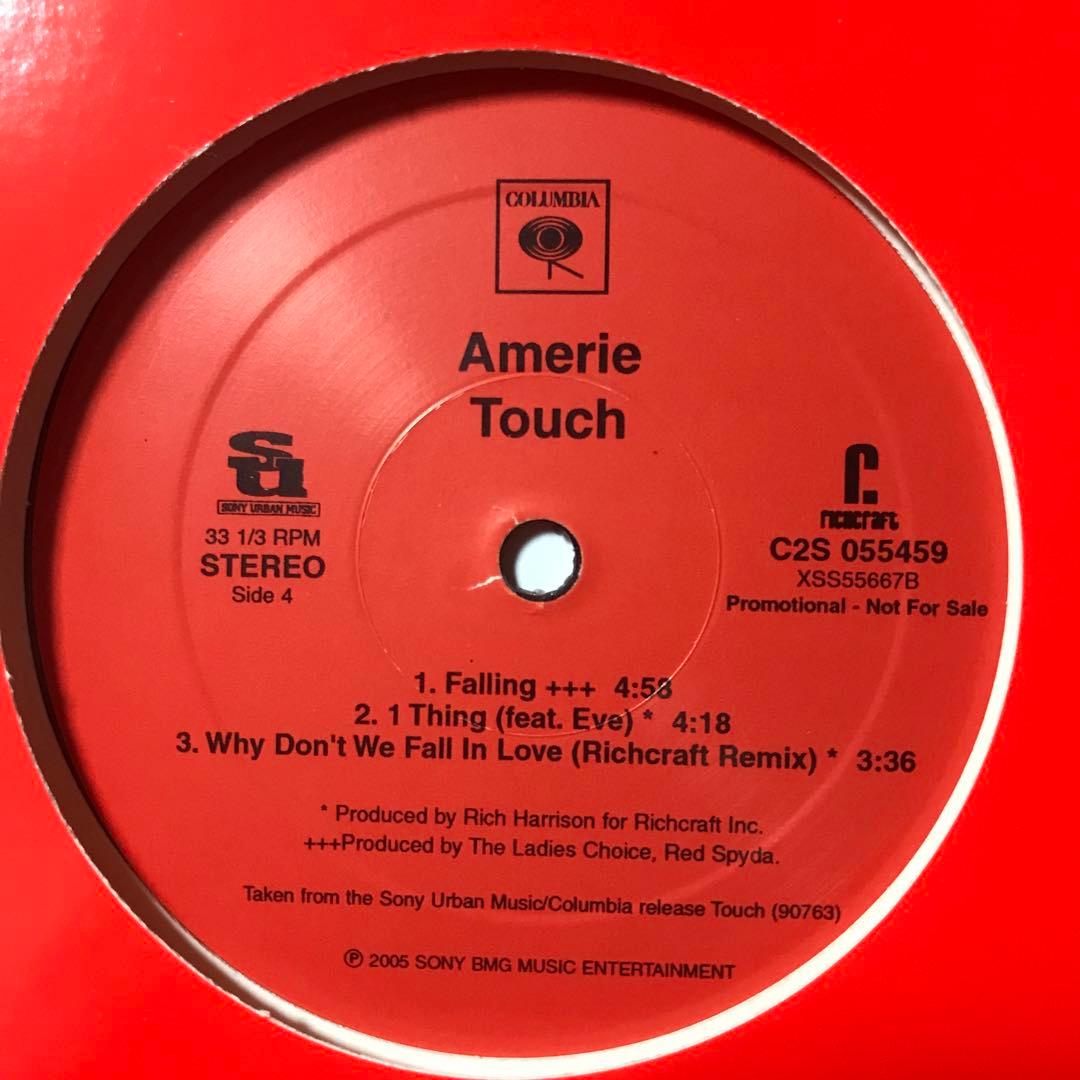 COLUMBIA
Amerie
Touch
su
SONY URBAN MUSIC
33 1/3 RPM
STEREO
Side 4
r.
richcraft
C2S 055459
XSS55667B
Promotional - Not For Sale
1. Falling +++ 4:58
2. 1 Thing (feat. Eve) * 4:18
3. Why Don't We Fall In Love (Richcraft Remix) * 3:36
* Produced by Rich Harrison for Richcraft Inc.
+++Produced by The Ladies Choice, Red Spyda.
Taken from the Sony Urban Music/Columbia release Touch (90763)
℗ 2005 SONY BMG MUSIC ENTERTAINMENT